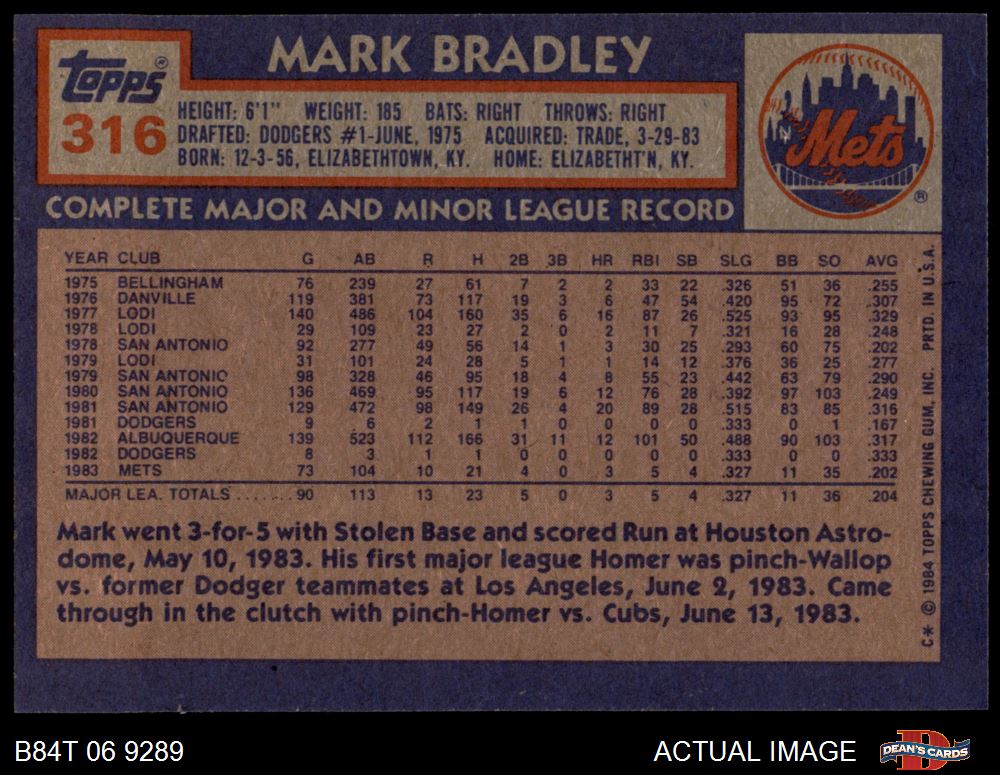 MARK BRADLEY
topps®
316
HEIGHT: 6'1" WEIGHT: 185 BATS: RIGHT THROWS: RIGHT
DRAFTED: DODGERS #1-JUNE, 1975 ACQUIRED: TRADE, 3-29-83
BORN: 12-3-56, ELIZABETHTOWN, KY. HOME: ELIZABETHT'N, KY.
Mets
®
COMPLETE MAJOR AND MINOR LEAGUE RECORD
YEAR CLUB G AB R H 2B 3B HR RBI SB SLG BB SO AVG
1975 BELLINGHAM 76 239 27 61 7 2 2 33 22 .326 51 36 .255
1976 DANVILLE 119 381 73 117 19 3 6 47 54 .420 95 72 .307
1977 LODI 140 486 104 160 35 6 16 87 26 .525 93 95 .329
1978 LODI 29 109 23 27 2 0 2 11 7 .321 16 28 .248
1978 SAN ANTONIO 92 277 49 56 14 1 3 30 25 .293 60 75 .202
1979 LODI 31 101 24 28 5 1 1 14 12 .376 36 25 .277
1979 SAN ANTONIO 98 328 46 95 18 4 8 55 23 .442 63 79 .290
1980 SAN ANTONIO 136 469 95 117 19 6 12 76 28 .392 97 103 .249
1981 SAN ANTONIO 129 472 98 149 26 4 20 89 28 .515 83 85 .316
1981 DODGERS 9 6 2 1 1 0 0 0 0 .333 0 1 .167
1982 ALBUQUERQUE 139 523 112 166 31 11 12 101 50 .488 90 103 .317
1982 DODGERS 8 3 1 1 0 0 0 0 0 .333 0 0 .333
1983 METS 73 104 10 21 4 0 3 5 4 .327 11 35 .202
MAJOR LEA. TOTALS ........ 90 113 13 23 5 0 3 5 4 .327 11 36 .204
Mark went 3-for-5 with Stolen Base and scored Run at Houston Astro-
dome, May 10, 1983. His first major league Homer was pinch-Wallop
vs. former Dodger teammates at Los Angeles, June 2, 1983. Came
through in the clutch with pinch-Homer vs. Cubs, June 13, 1983.
C* © 1984 TOPPS CHEWING GUM, INC. PRTD. IN U.S.A.
B84T 06 9289
ACTUAL IMAGE
DEAN'S CARDS